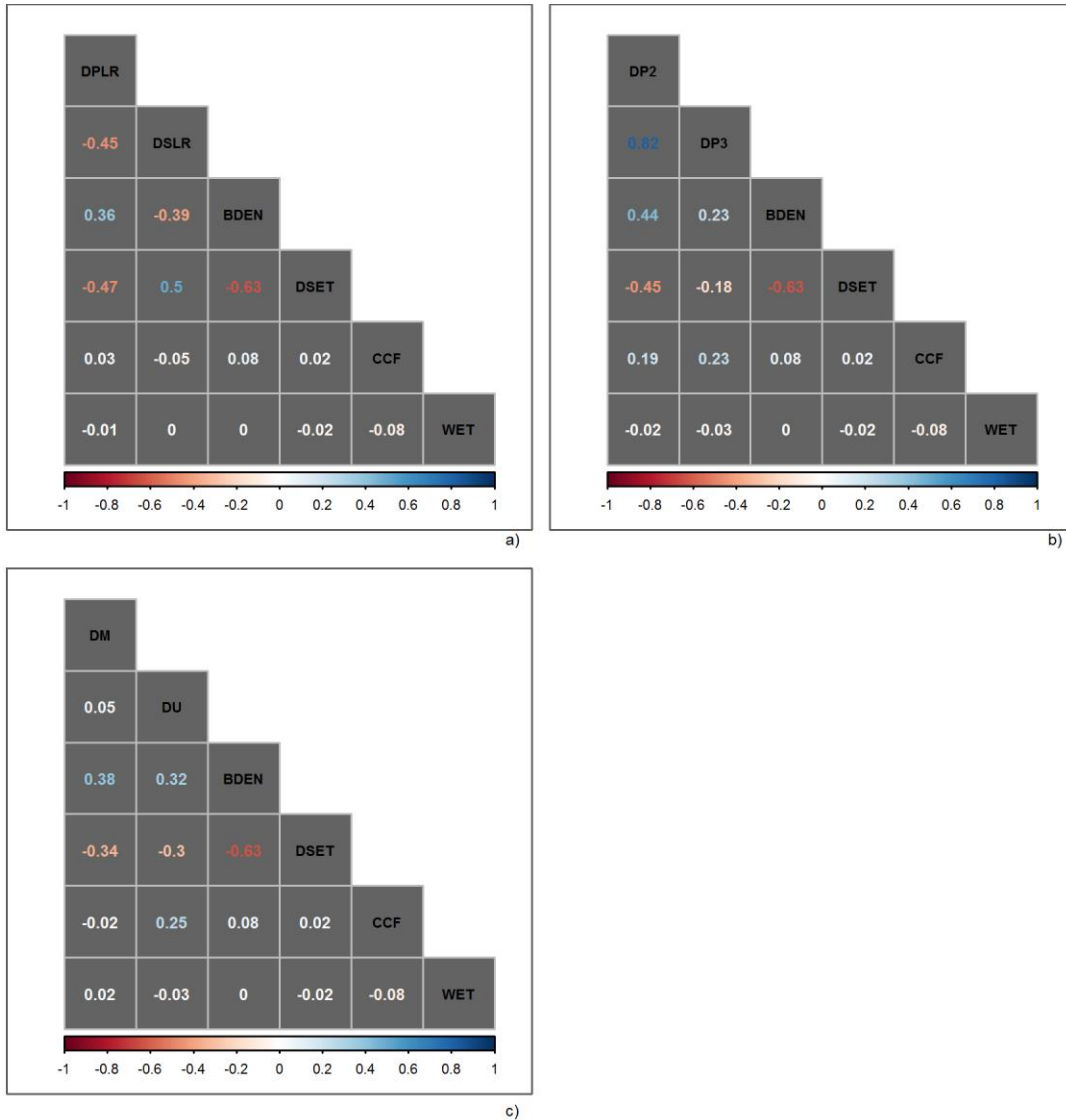 DPLR
-0.45 DSLR
0.36 -0.39 BDEN
-0.47 0.5 -0.63 DSET
0.03 -0.05 0.08 0.02 CCF
-0.01 0 0 -0.02 -0.08 WET
-1 -0.8 -0.6 -0.4 -0.2 0 0.2 0.4 0.6 0.8 1
a)
DP2
0.82 DP3
0.44 0.23 BDEN
-0.45 -0.18 -0.63 DSET
0.19 0.23 0.08 0.02 CCF
-0.02 -0.03 0 -0.02 -0.08 WET
-1 -0.8 -0.6 -0.4 -0.2 0 0.2 0.4 0.6 0.8 1
b)
DM
0.05 DU
0.38 0.32 BDEN
-0.34 -0.3 -0.63 DSET
-0.02 0.25 0.08 0.02 CCF
0.02 -0.03 0 -0.02 -0.08 WET
-1 -0.8 -0.6 -0.4 -0.2 0 0.2 0.4 0.6 0.8 1
c)